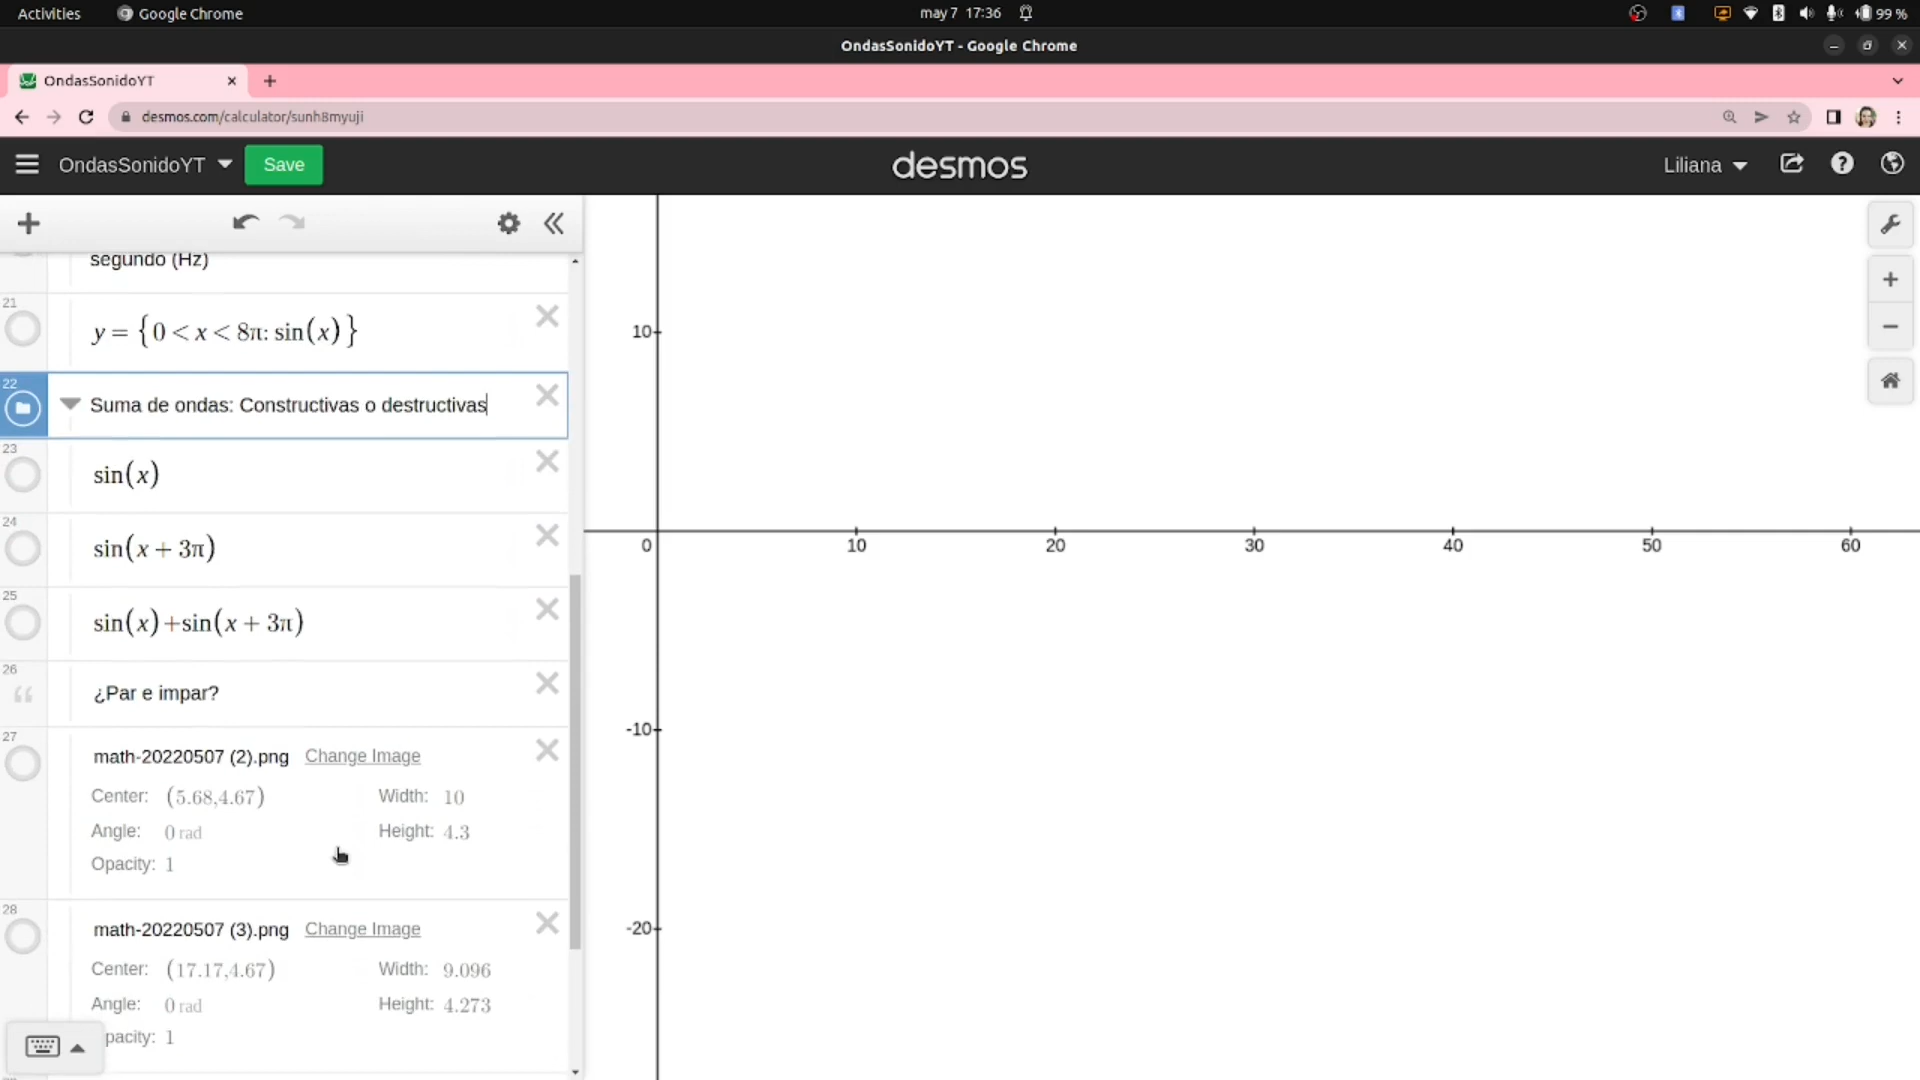 Activities
Google Chrome
may 7 17:36
99 %
OndasSonidoYT - Google Chrome
OndasSonidoYT
desmos.com/calculator/sunh8myuji
OndasSonidoYT
Save
desmos
Liliana
segundo (Hz)
21
y = {0 < x < 8π: sin(x)}
22
Suma de ondas: Constructivas o destructivas
23
sin(x)
24
sin(x + 3π)
25
sin(x)+sin(x + 3π)
26
¿Par e impar?
27
math-20220507 (2).png Change Image
Center: (5.68,4.67) Width: 10
Angle: 0 rad Height: 4.3
Opacity: 1
28
math-20220507 (3).png Change Image
Center: (17.17,4.67) Width: 9.096
Angle: 0 rad Height: 4.273
pacity: 1
10
0 10 20 30 40 50 60
-10
-20